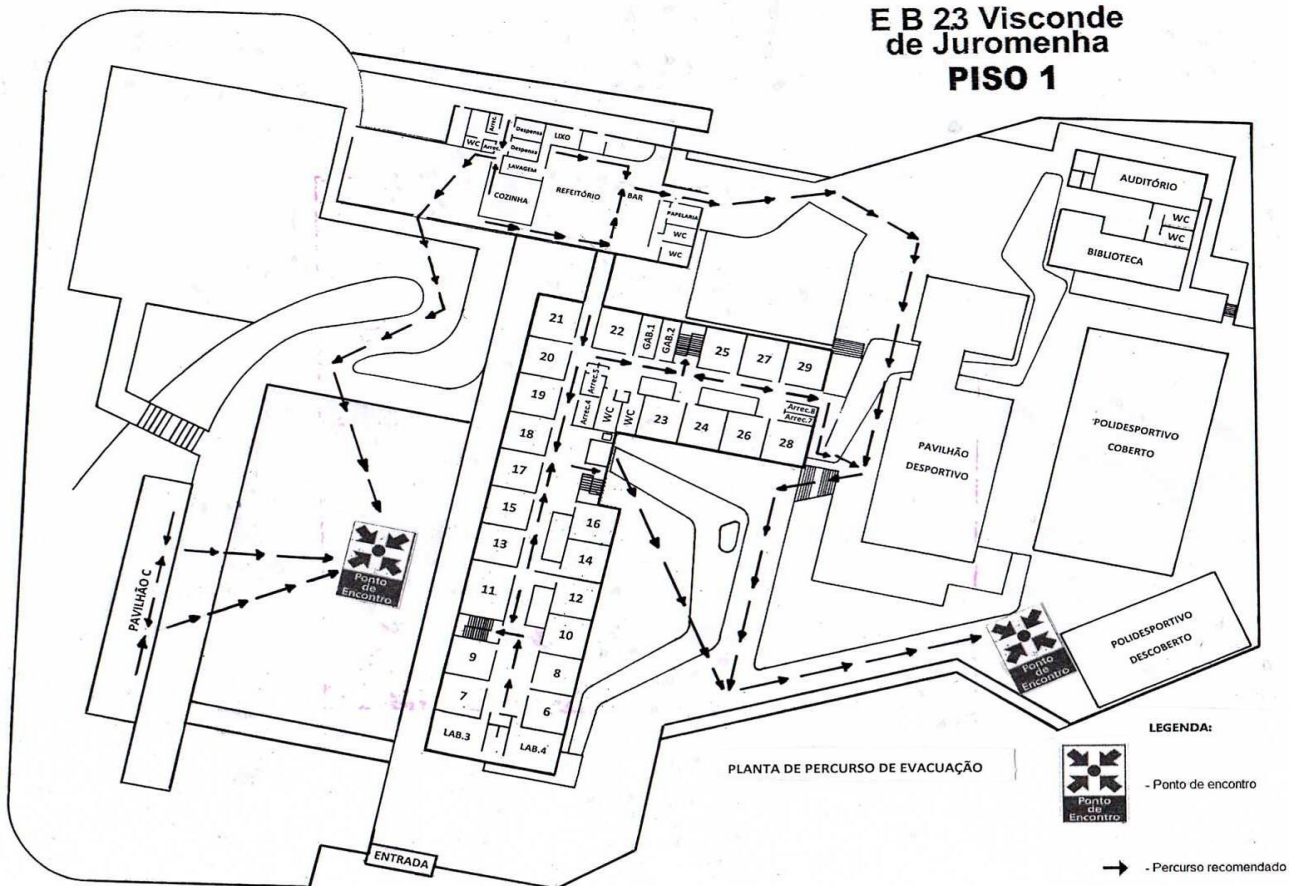 E B 23 Visconde
de Juromenha
PISO 1
Arrec.
WC
Arrec.
Despensa
Despensa
LIXO
LAVAGEM
COZINHA
REFEITÓRIO
BAR
PAPELARIA
WC
WC
AUDITÓRIO
WC
WC
BIBLIOTECA
21
22
GAB.1
GAB.2
25
27
29
20
Arrec.5
19
Arrec.4
WC
WC
23
24
26
28
Arrec.8
Arrec.7
18
17
15
16
13
14
11
12
10
9
8
7
6
LAB.3
LAB.4
PAVILHÃO
DESPORTIVO
POLIDESPORTIVO
COBERTO
POLIDESPORTIVO
DESCOBERTO
PAVILHÃO C
Ponto
de
Encontro
Ponto
de
Encontro
ENTRADA
PLANTA DE PERCURSO DE EVACUAÇÃO
LEGENDA:
Ponto
de
Encontro
- Ponto de encontro
- Percurso recomendado